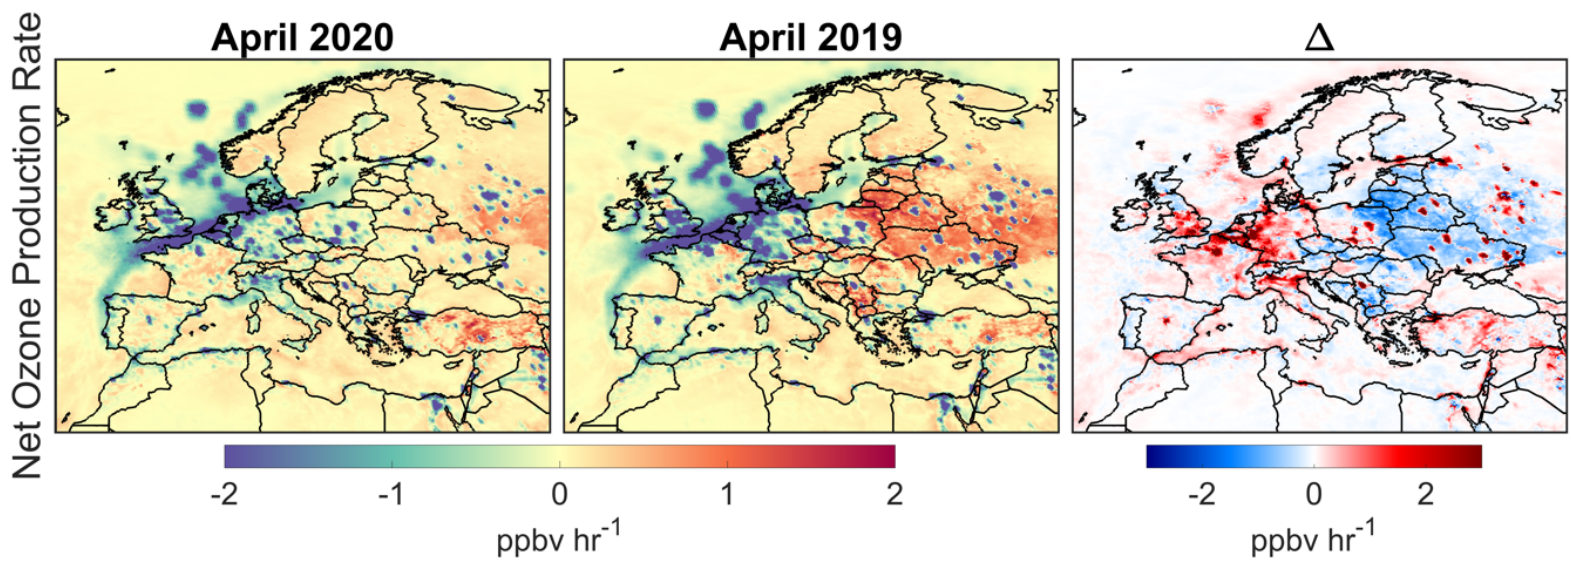 Net Ozone Production Rate
April 2020
April 2019
Δ
-2 -1 0 1 2
ppbv hr⁻¹
-2 0 2
ppbv hr⁻¹